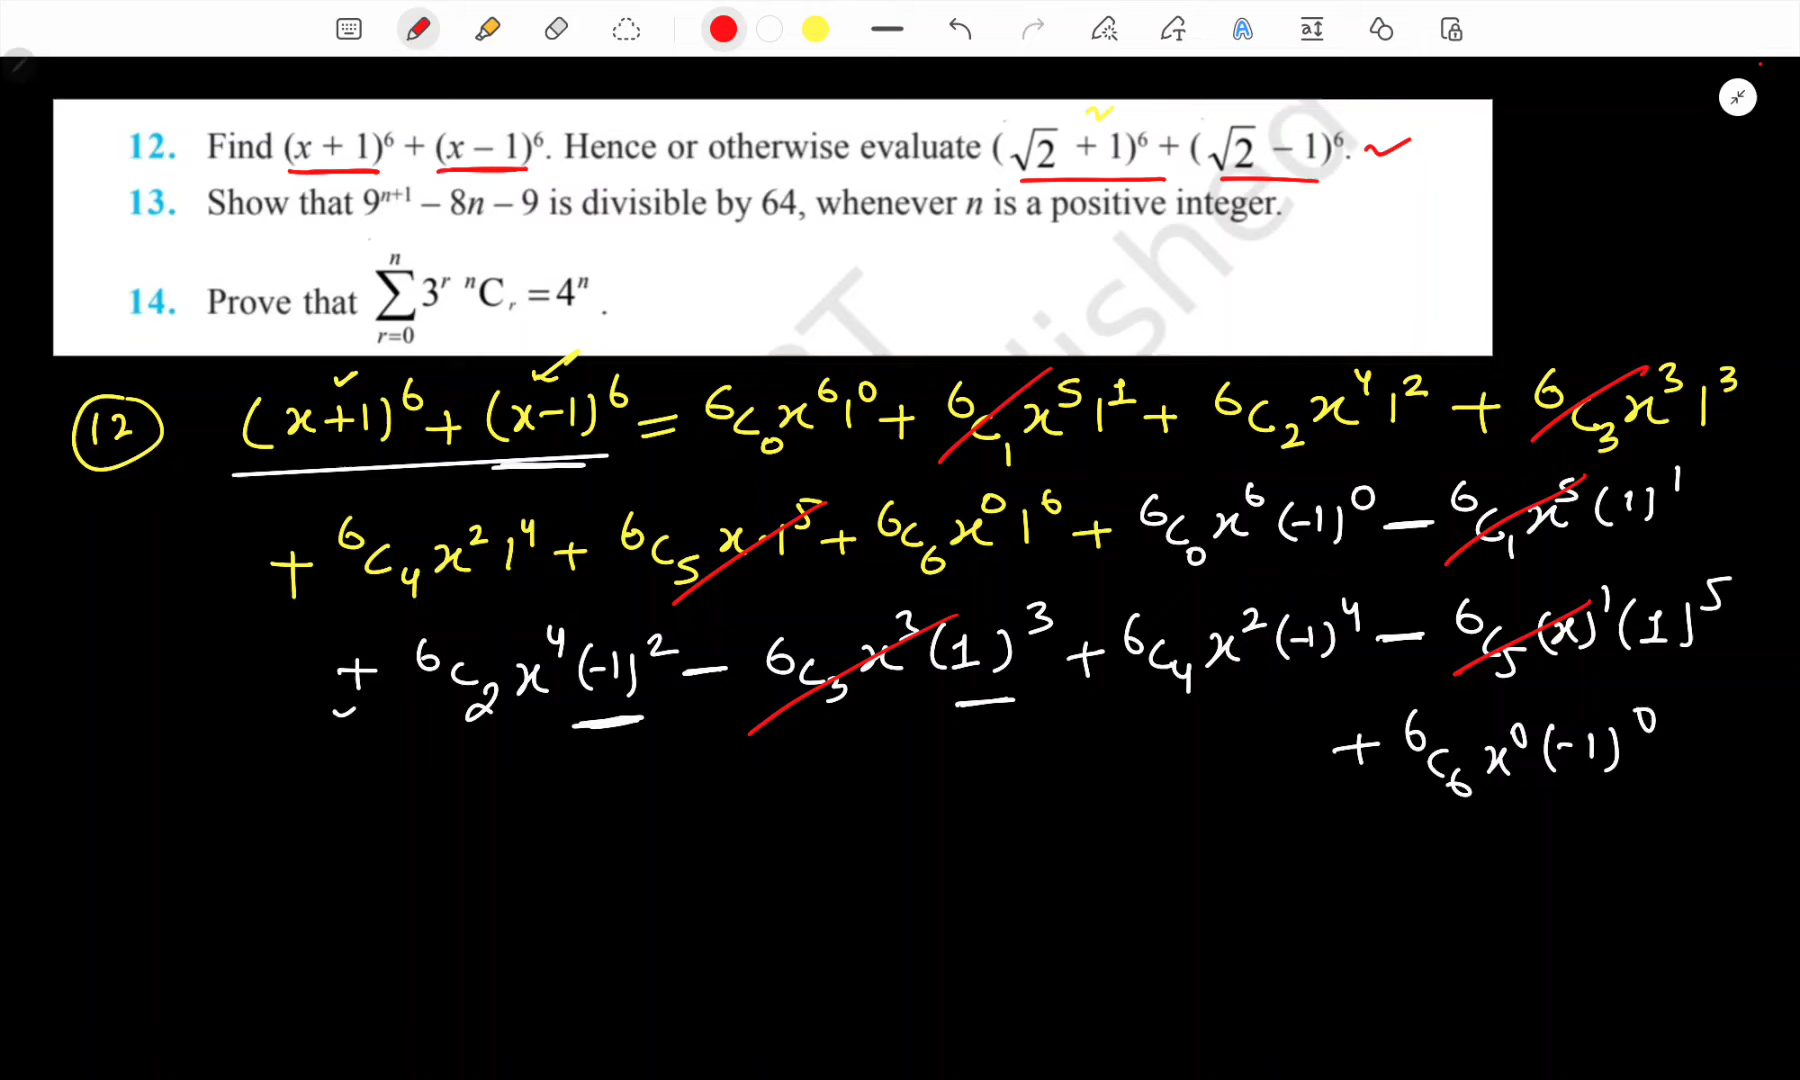 12. Find (x + 1)⁶ + (x – 1)⁶. Hence or otherwise evaluate (√2 + 1)⁶ + (√2 – 1)⁶.
13. Show that 9ⁿ⁺¹ – 8n – 9 is divisible by 64, whenever n is a positive integer.
14. Prove that ∑_{r=0}^{n} 3ʳ ⁿCᵣ = 4ⁿ .
(12) (x+1)⁶ + (x-1)⁶ = ⁶C₀x⁶1⁰ + ⁶C₁x⁵1¹ + ⁶C₂x⁴1² + ⁶C₃x³1³
+ ⁶C₄x²1⁴ + ⁶C₅x·1⁵ + ⁶C₆x⁰1⁶ + ⁶C₀x⁶(-1)⁰ – ⁶C₁x⁵(1)¹
+ ⁶C₂x⁴(-1)² – ⁶C₃x³(1)³ + ⁶C₄x²(-1)⁴ – ⁶C₅(x)¹(1)⁵
+ ⁶C₆x⁰(-1)⁰